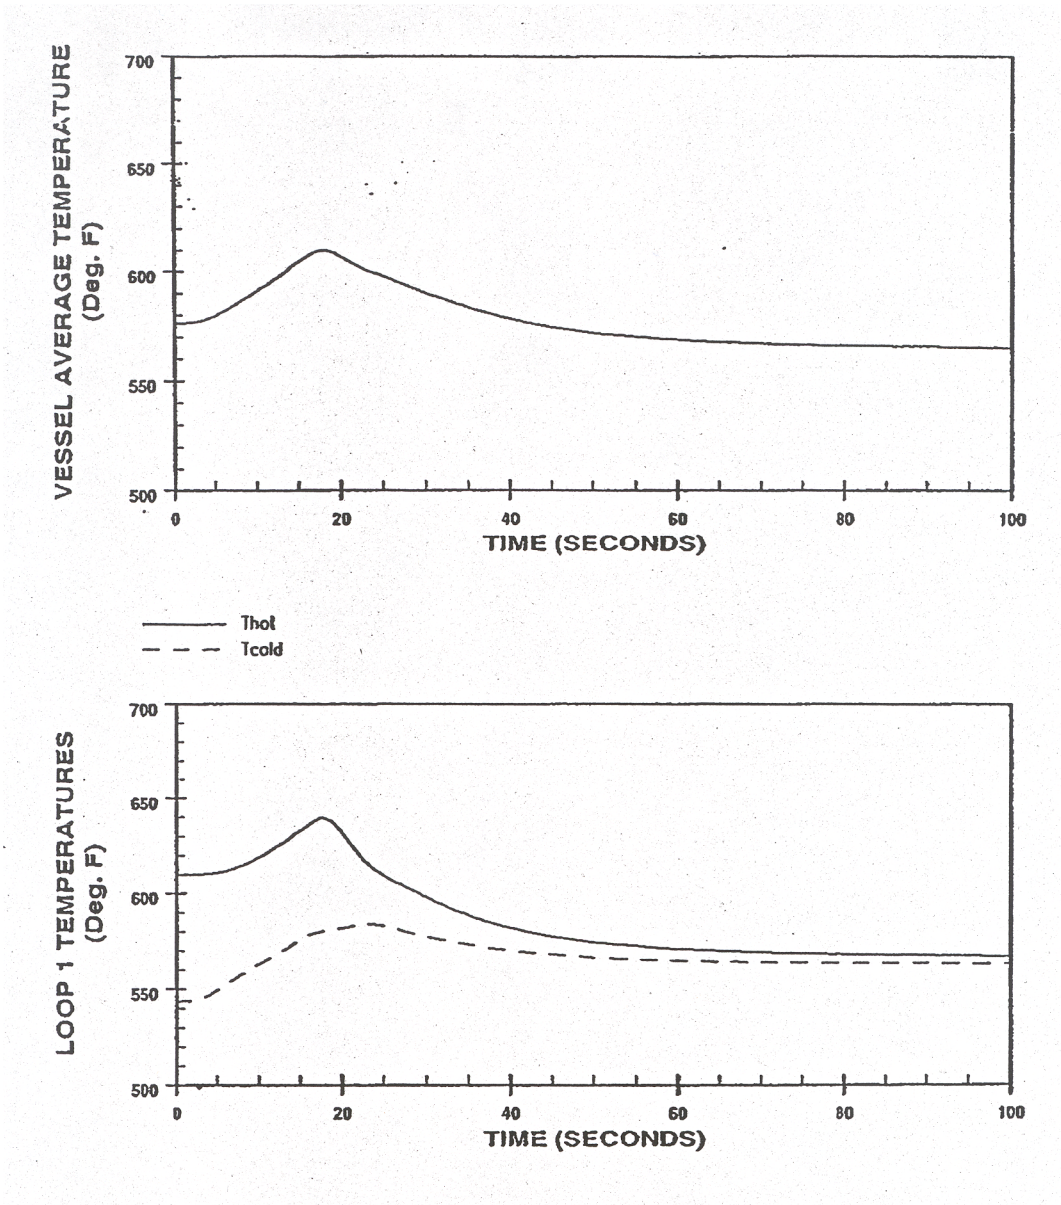 VESSEL AVERAGE TEMPERATURE
(Deg. F)
700
650
600
550
500
0 20 40 60 80 100
TIME (SECONDS)
Thot
Tcold
LOOP 1 TEMPERATURES
(Deg. F)
700
650
600
550
500
0 20 40 60 80 100
TIME (SECONDS)